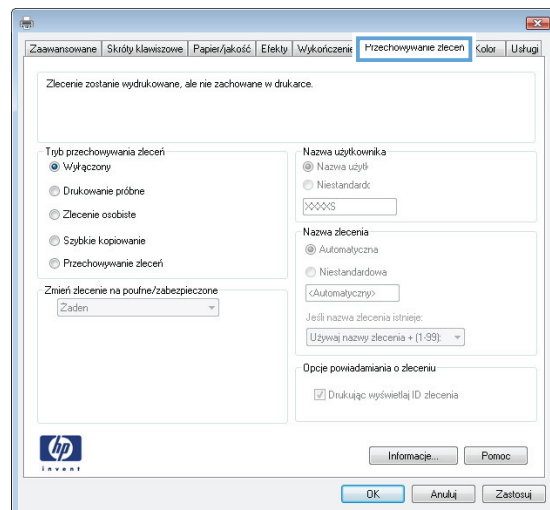 Zaawansowane Skróty klawiszowe Papier/jakość Efekty Wykończenie Przechowywanie zleceń Kolor Usługi
Zlecenie zostanie wydrukowane, ale nie zachowane w drukarce.
Tryb przechowywania zleceń
Wyłączony
Drukowanie próbne
Zlecenie osobiste
Szybkie kopiowanie
Przechowywanie zleceń
Zmień zlecenie na poufne/zabezpieczone
Żaden
Nazwa użytkownika
Nazwa użytk
Niestandardc
XXXXS
Nazwa zlecenia
Automatyczna
Niestandardowa
<Automatyczny>
Jeśli nazwa zlecenia istnieje:
Używaj nazwy zlecenia + (1-99):
Opcje powiadamiania o zleceniu
Drukując wyświetlaj ID zlecenia
hp
invent
Informacje... Pomoc
OK Anuluj Zastosuj